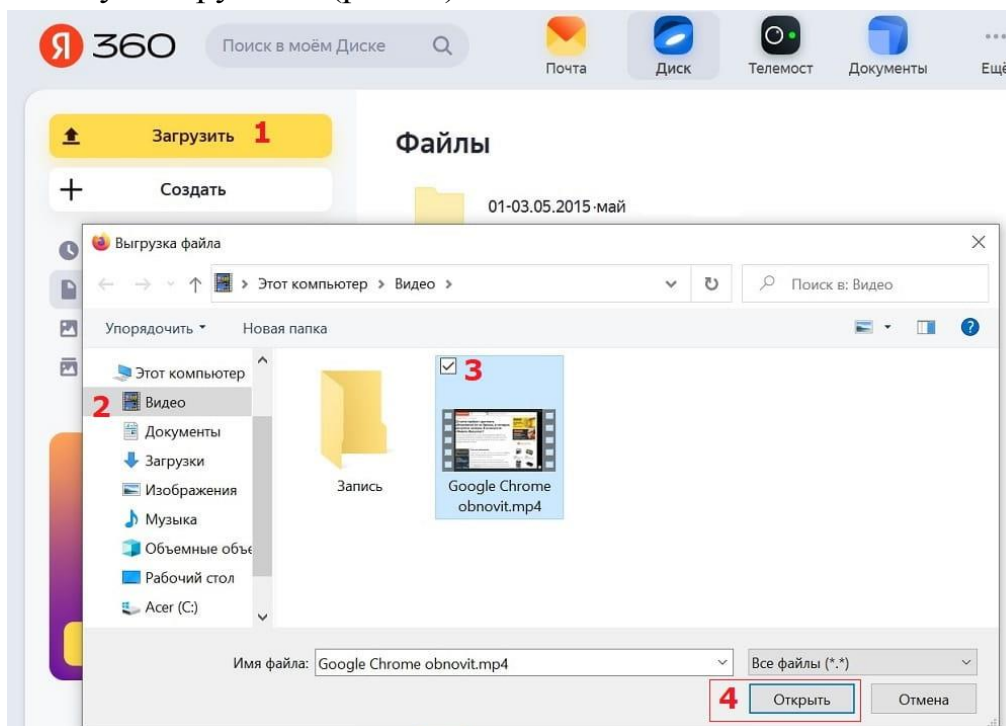 Я 360
Поиск в моём Диске
Почта
Диск
Телемост
Документы
Загрузить 1
Файлы
Создать
01-03.05.2015 май
Выгрузка файла
Этот компьютер > Видео >
Поиск в: Видео
Упорядочить
Новая папка
Этот компьютер
3
2 Видео
Документы
Загрузки
Изображения
Музыка
Объемные объе
Рабочий стол
Acer (C:)
Запись
Google Chrome
obnovit.mp4
Имя файла: Google Chrome obnovit.mp4
Все файлы (*.*)
4 Открыть
Отмена